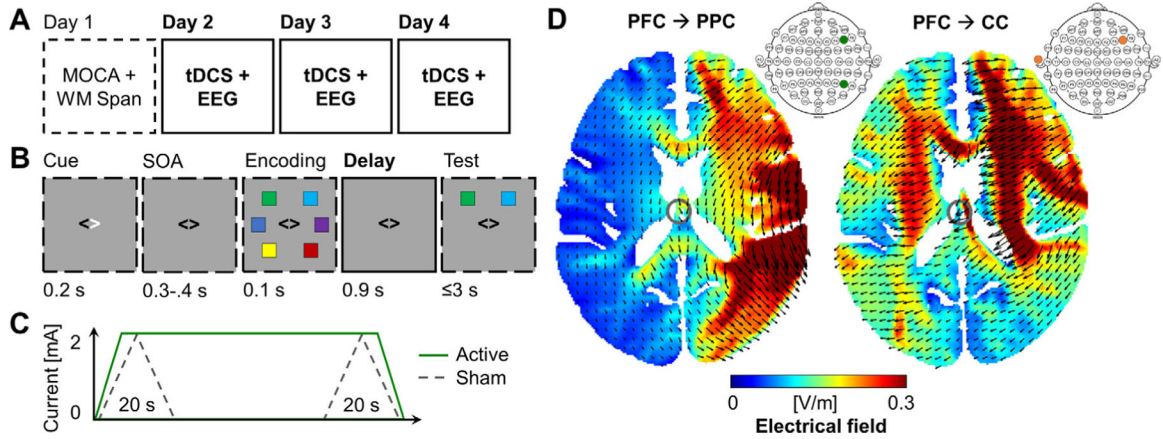 A
Day 1 Day 2 Day 3 Day 4
MOCA + tDCS + tDCS + tDCS +
WM Span EEG EEG EEG
B
Cue SOA Encoding Delay Test
<> <> <> <> <>
0.2 s 0.3-.4 s 0.1 s 0.9 s ≤3 s
C
Current [mA]
2
0
20 s 20 s
Active
Sham
D
PFC → PPC PFC → CC
0 [V/m] 0.3
Electrical field